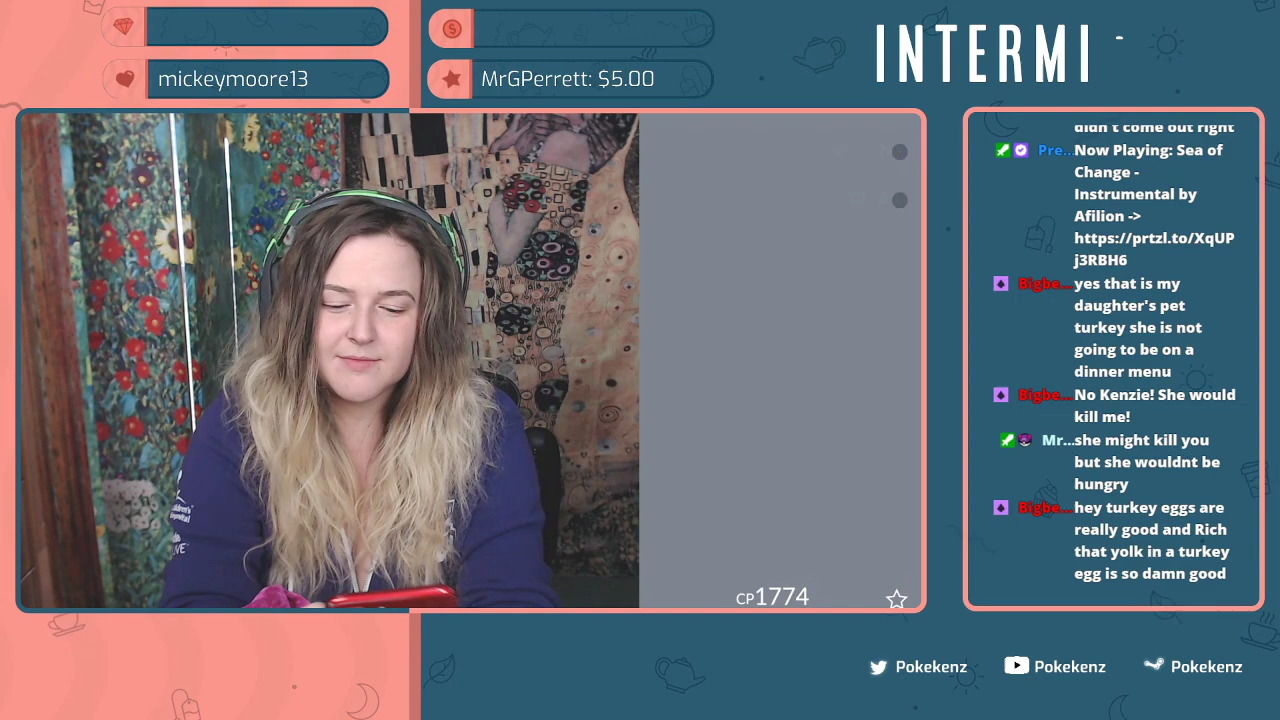 mickeymoore13
MrGPerrett: $5.00
INTERMI
didn't come out right
Pre... Now Playing: Sea of
Change -
Instrumental by
Afilion ->
https://prtzl.to/XqUP
j3RBH6
Bigbe... yes that is my
daughter's pet
turkey she is not
going to be on a
dinner menu
Bigbe... No Kenzie! She would
kill me!
Mr... she might kill you
but she wouldnt be
hungry
Bigbe... hey turkey eggs are
really good and Rich
that yolk in a turkey
egg is so damn good
CP1774
Pokekenz
Pokekenz
Pokekenz